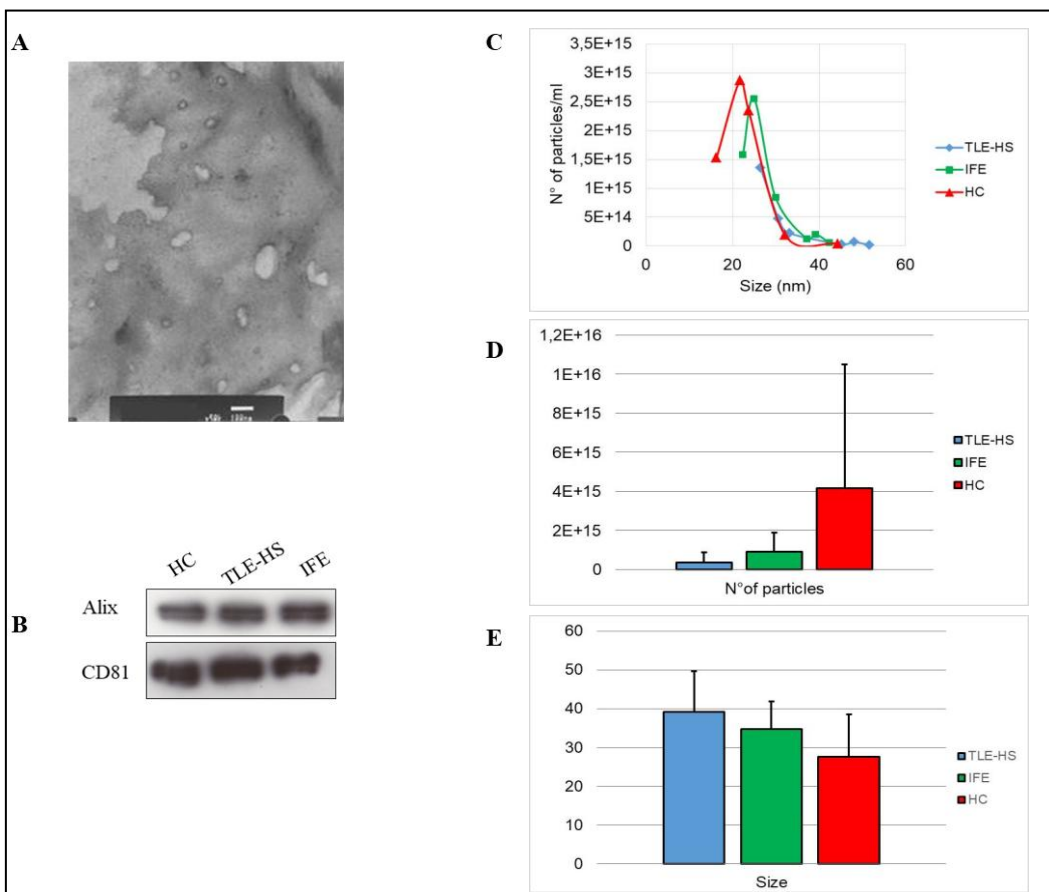 A
B
HC TLE-HS IFE
Alix
CD81
C
3,5E+15
3E+15
2,5E+15
2E+15
1,5E+15
1E+15
5E+14
0
N° of particles/ml
0 20 40 60
Size (nm)
TLE-HS
IFE
HC
D
1,2E+16
1E+16
8E+15
6E+15
4E+15
2E+15
0
N°of particles
TLE-HS
IFE
HC
E
60
50
40
30
20
10
0
Size
TLE-HS
IFE
HC